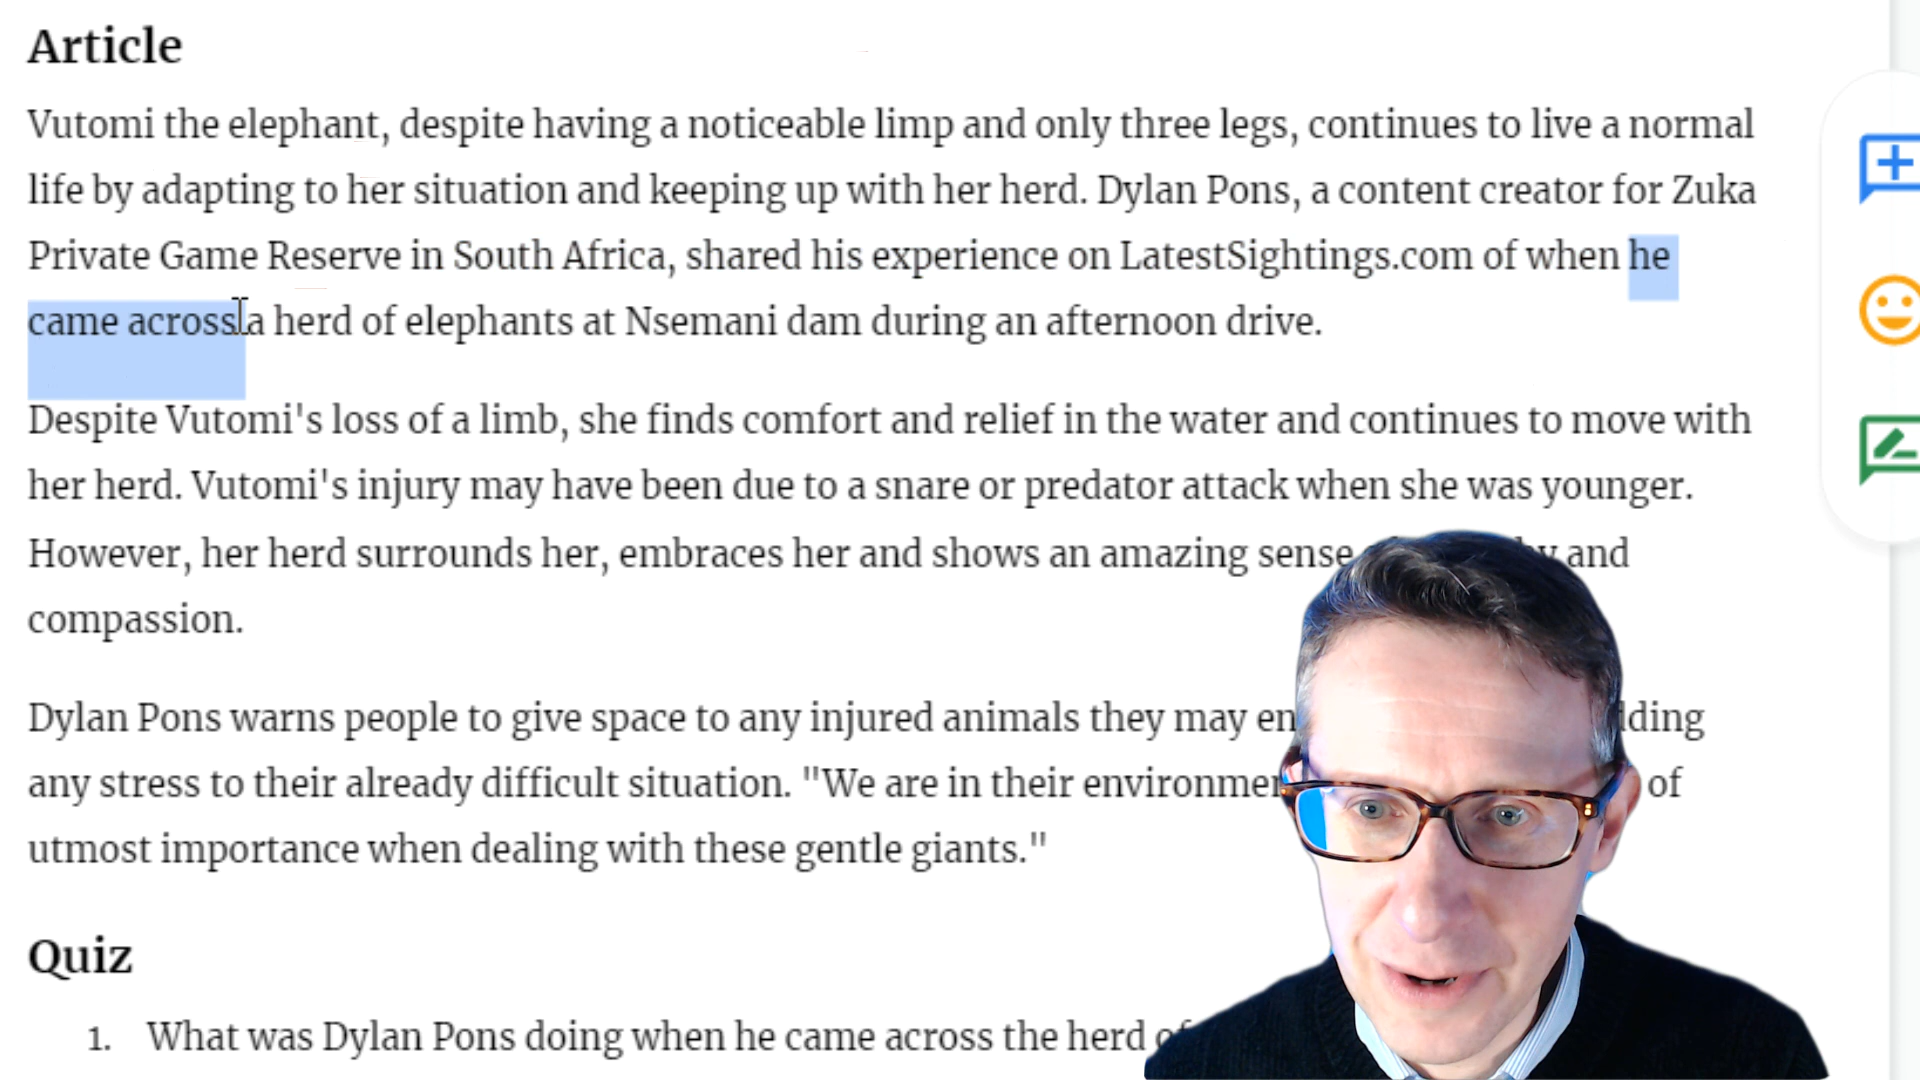 Article
Vutomi the elephant, despite having a noticeable limp and only three legs, continues to live a normal
life by adapting to her situation and keeping up with her herd. Dylan Pons, a content creator for Zuka
Private Game Reserve in South Africa, shared his experience on LatestSightings.com of when he
came across a herd of elephants at Nsemani dam during an afternoon drive.
Despite Vutomi's loss of a limb, she finds comfort and relief in the water and continues to move with
her herd. Vutomi's injury may have been due to a snare or predator attack when she was younger.
However, her herd surrounds her, embraces her and shows an amazing sense and
compassion.
Dylan Pons warns people to give space to any injured animals they may
any stress to their already difficult situation. "We are in their of
utmost importance when dealing with these gentle giants."
Quiz
1. What was Dylan Pons doing when he came across the herd